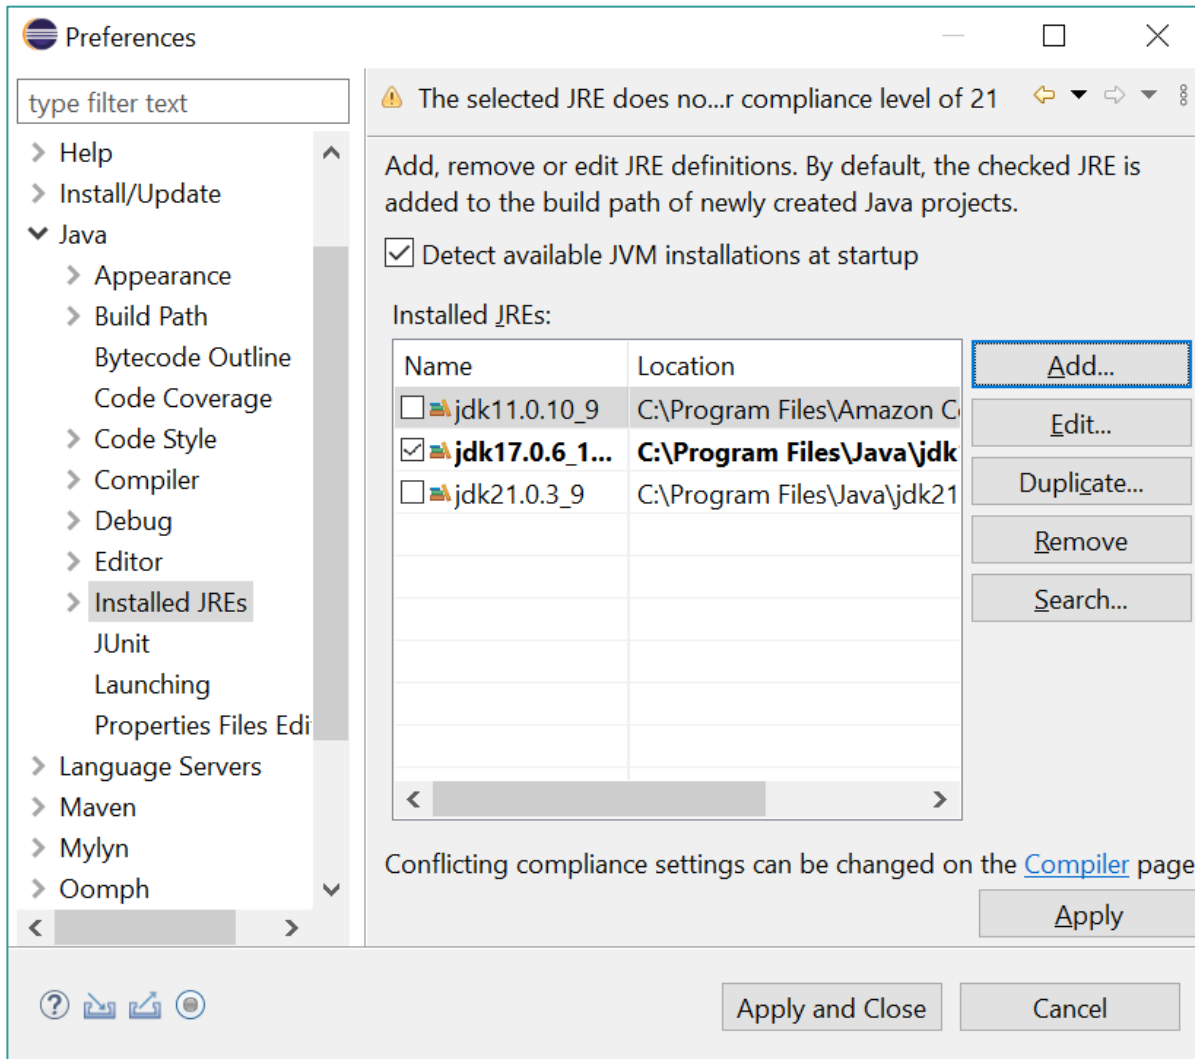 Preferences
type filter text
Help
Install/Update
Java
Appearance
Build Path
Bytecode Outline
Code Coverage
Code Style
Compiler
Debug
Editor
Installed JREs
JUnit
Launching
Properties Files Edi
Language Servers
Maven
Mylyn
Oomph
The selected JRE does no...r compliance level of 21
Add, remove or edit JRE definitions. By default, the checked JRE is
added to the build path of newly created Java projects.
Detect available JVM installations at startup
Installed JREs:
Name Location
jdk11.0.10_9 C:\Program Files\Amazon Co
jdk17.0.6_1... C:\Program Files\Java\jdk
jdk21.0.3_9 C:\Program Files\Java\jdk21
Add...
Edit...
Duplicate...
Remove
Search...
Conflicting compliance settings can be changed on the Compiler page
Apply
Apply and Close Cancel